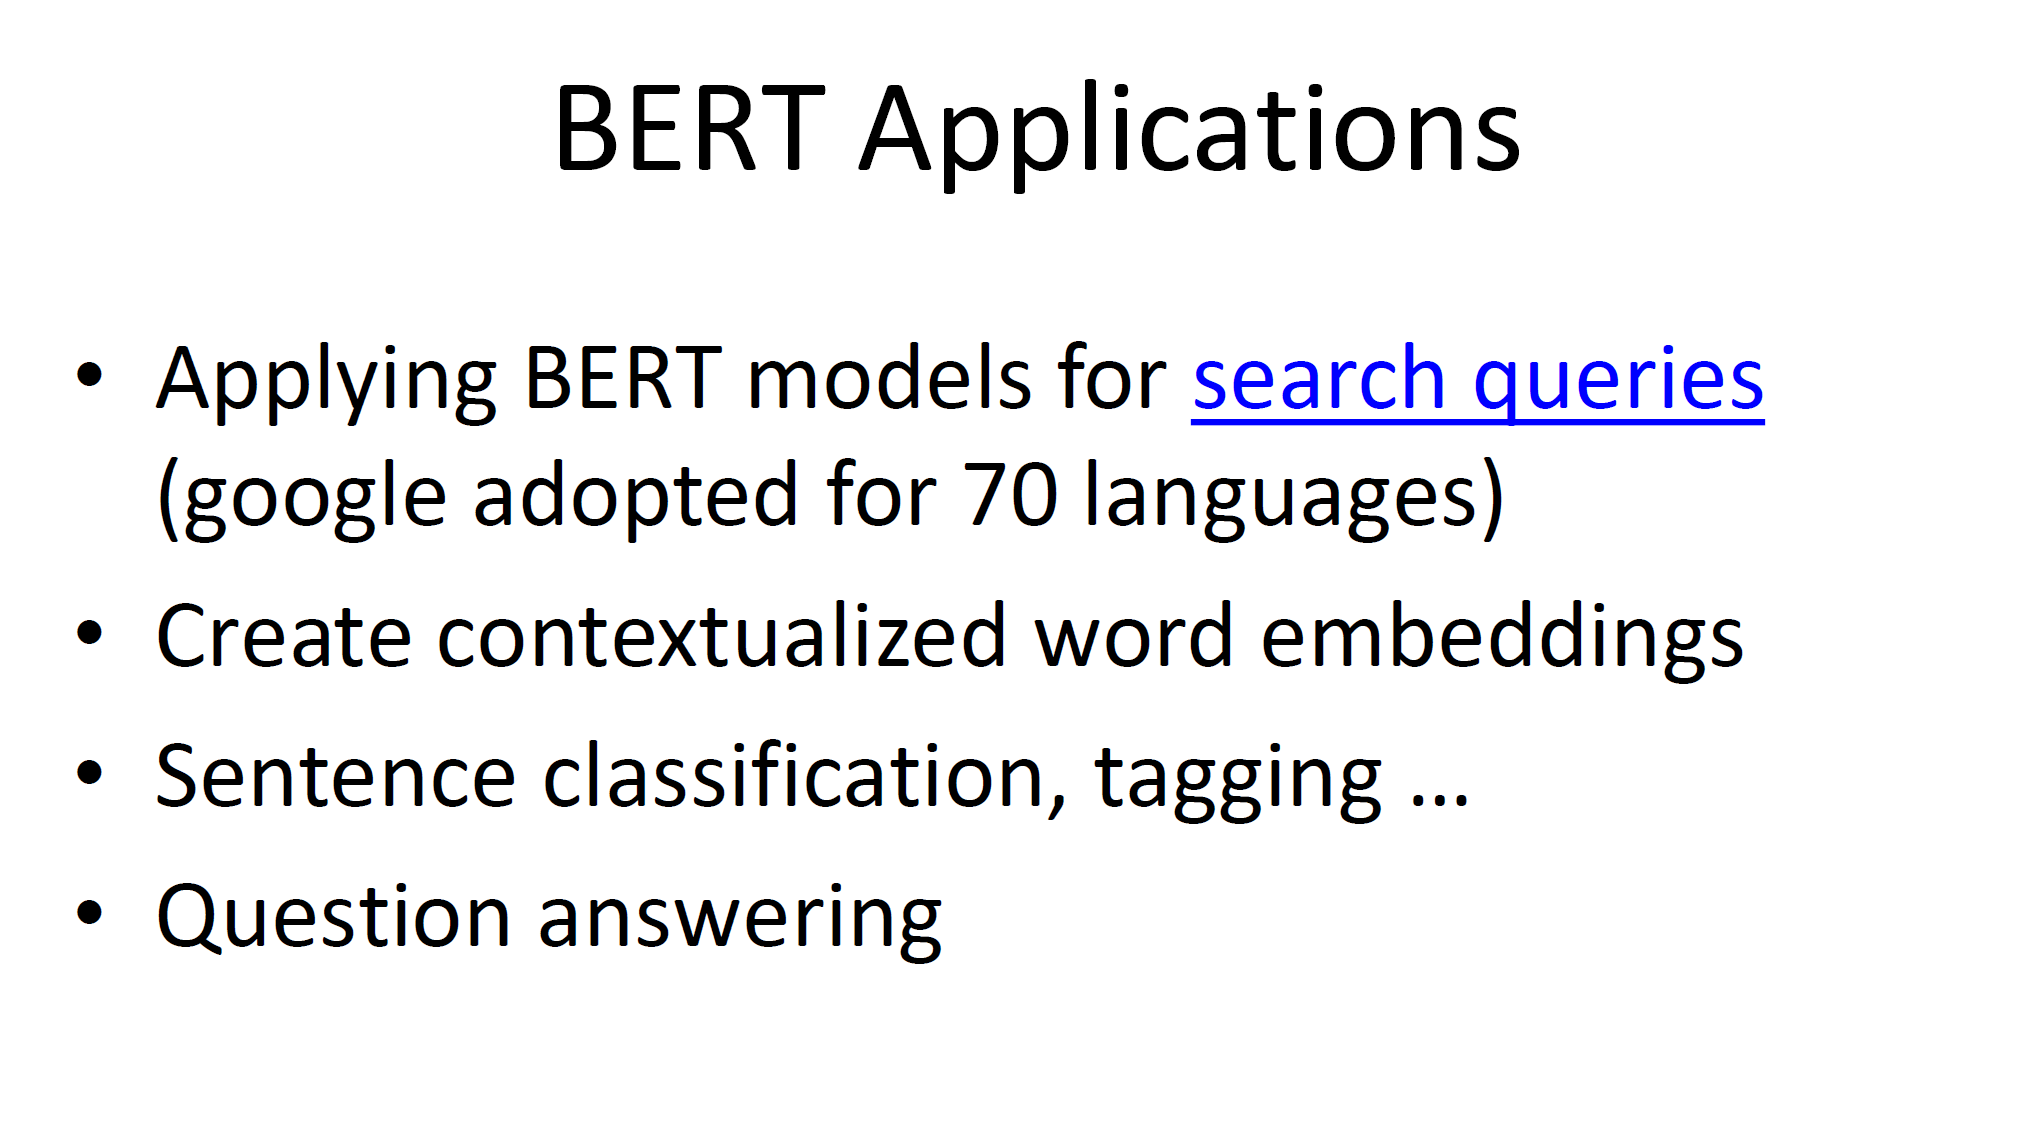 BERT Applications
• Applying BERT models for search queries
(google adopted for 70 languages)
• Create contextualized word embeddings
• Sentence classification, tagging …
• Question answering